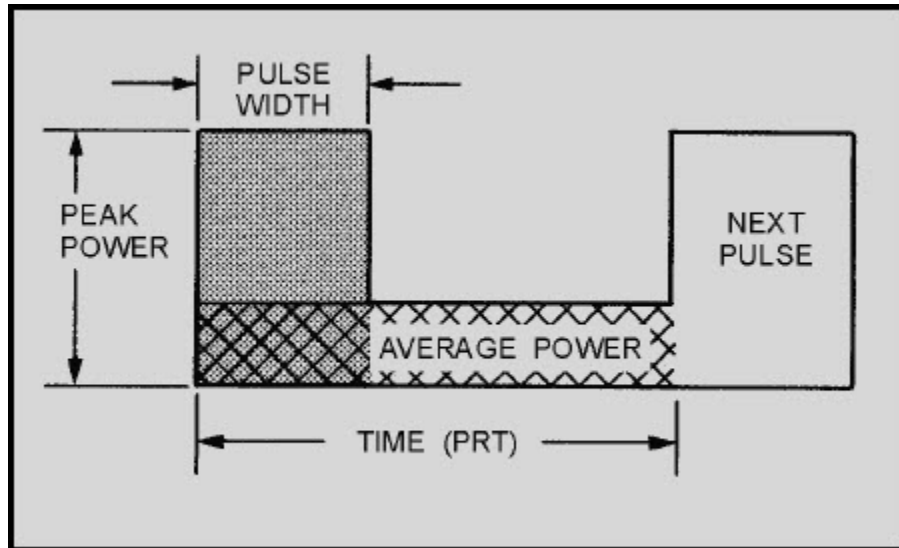 PULSE
WIDTH
PEAK
POWER
NEXT
PULSE
AVERAGE POWER
TIME (PRT)